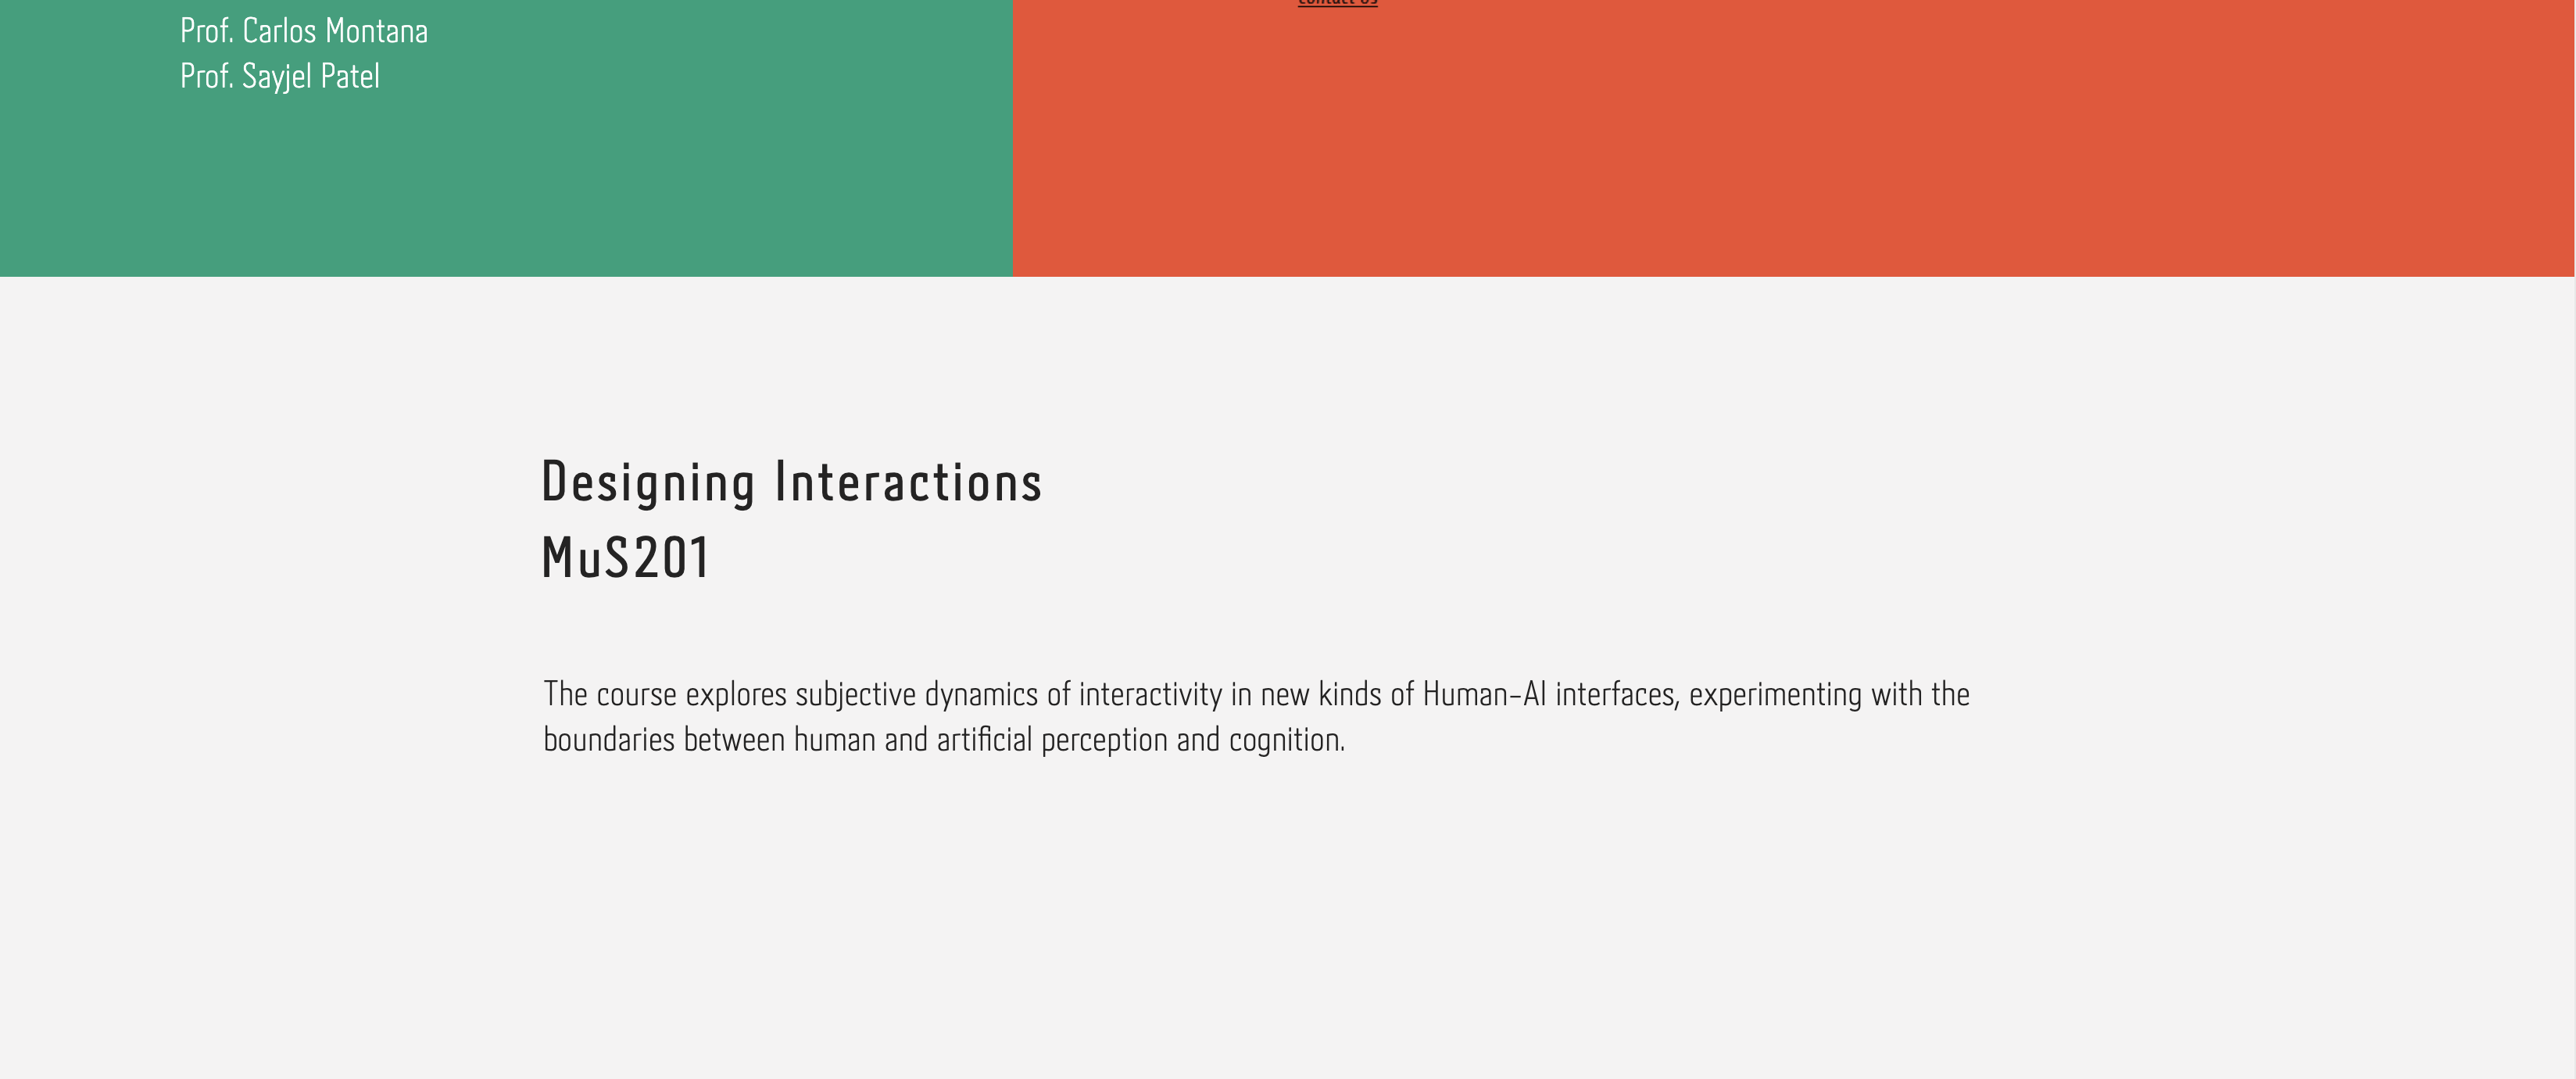 Prof. Carlos Montana
Prof. Sayjel Patel
Designing Interactions
MuS201
The course explores subjective dynamics of interactivity in new kinds of Human-AI interfaces, experimenting with the
boundaries between human and artificial perception and cognition.